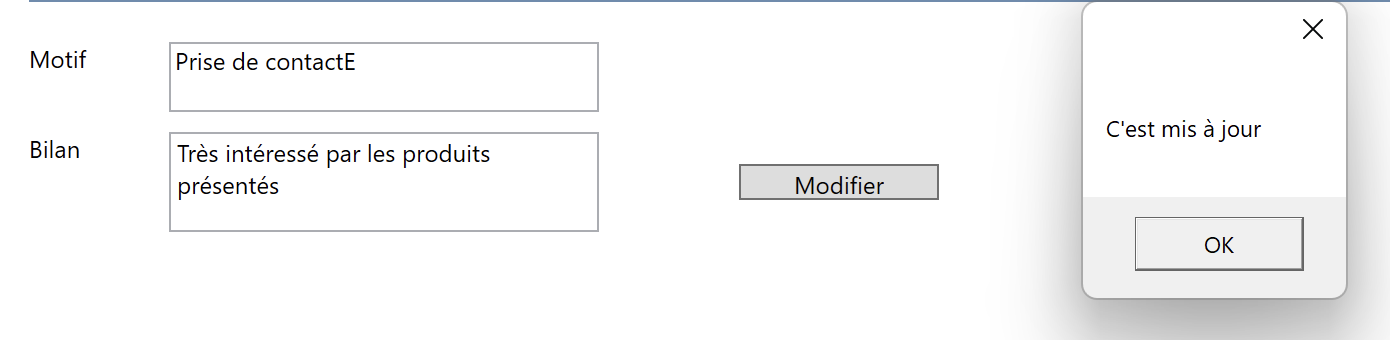 Motif
Prise de contactE
Bilan
Très intéressé par les produits
présentés
Modifier
C'est mis à jour
OK